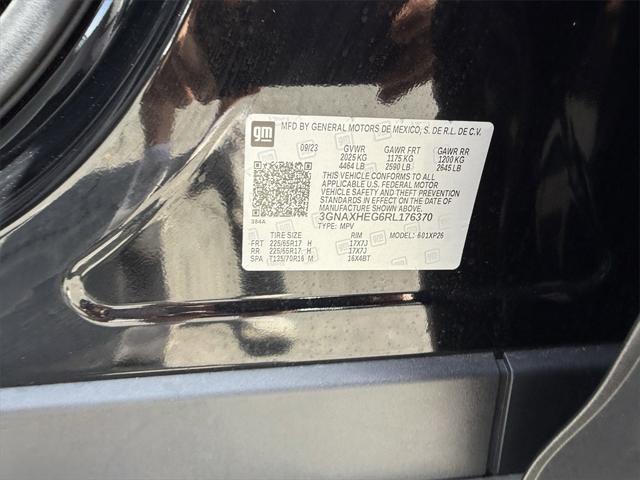 gm MFD BY GENERAL MOTORS DE MEXICO, S. DE R.L. DE C.V.
09/23 GVWR GAWR FRT GAWR RR
2025 KG 1175 KG 1200 KG
4464 LB 2590 LB 2645 LB
THIS VEHICLE CONFORMS TO ALL
APPLICABLE U.S. FEDERAL MOTOR
VEHICLE SAFETY AND THEFT PREVENTION
STANDARDS IN EFFECT ON THE DATE OF
MANUFACTURE SHOWN ABOVE.
384A 3GNAXHEG6RL176370
TYPE: MPV
TIRE SIZE RIM MODEL: 601XP26
FRT 225/65R17 H 17X7J
RR 225/65R17 H 17X7J
SPA T135/70R16 M 16X4BT